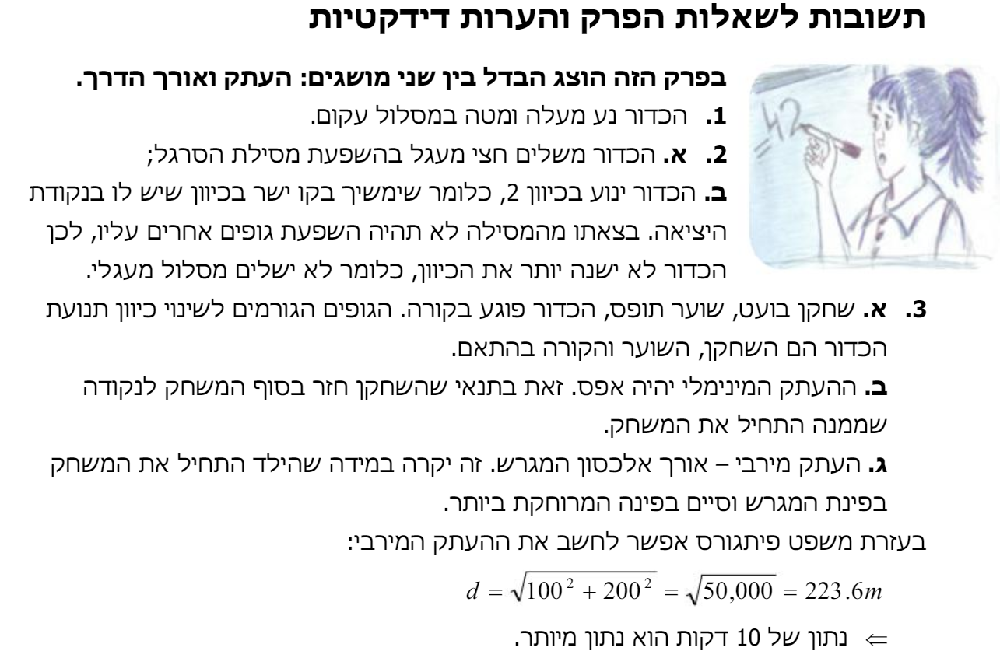 תשובות לשאלות הפרק והערות דידקטיות
בפרק הזה הוצג הבדל בין שני מושגים: העתק ואורך הדרך.
1. הכדור נע מעלה ומטה במסלול עקום.
2. א. הכדור משלים חצי מעגל בהשפעת מסילת הסרגל;
ב. הכדור ינוע בכיוון 2, כלומר שימשיך בקו ישר בכיוון שיש לו בנקודת
היציאה. בצאתו מהמסילה לא תהיה השפעת גופים אחרים עליו, לכן
הכדור לא ישנה יותר את הכיוון, כלומר לא ישלים מסלול מעגלי.
42
3. א. שחקן בועט, שוער תופס, הכדור פוגע בקורה. הגופים הגורמים לשינוי כיוון תנועת
הכדור הם השחקן, השוער והקורה בהתאם.
ב. ההעתק המינימלי יהיה אפס. זאת בתנאי שהשחקן חזר בסוף המשחק לנקודה
שממנה התחיל את המשחק.
ג. העתק מירבי – אורך אלכסון המגרש. זה יקרה במידה שהילד התחיל את המשחק
בפינת המגרש וסיים בפינה המרוחקת ביותר.
בעזרת משפט פיתגורס אפשר לחשב את ההעתק המירבי:
d = √100² + 200² = √50,000 = 223.6m
⇐ נתון של 10 דקות הוא נתון מיותר.